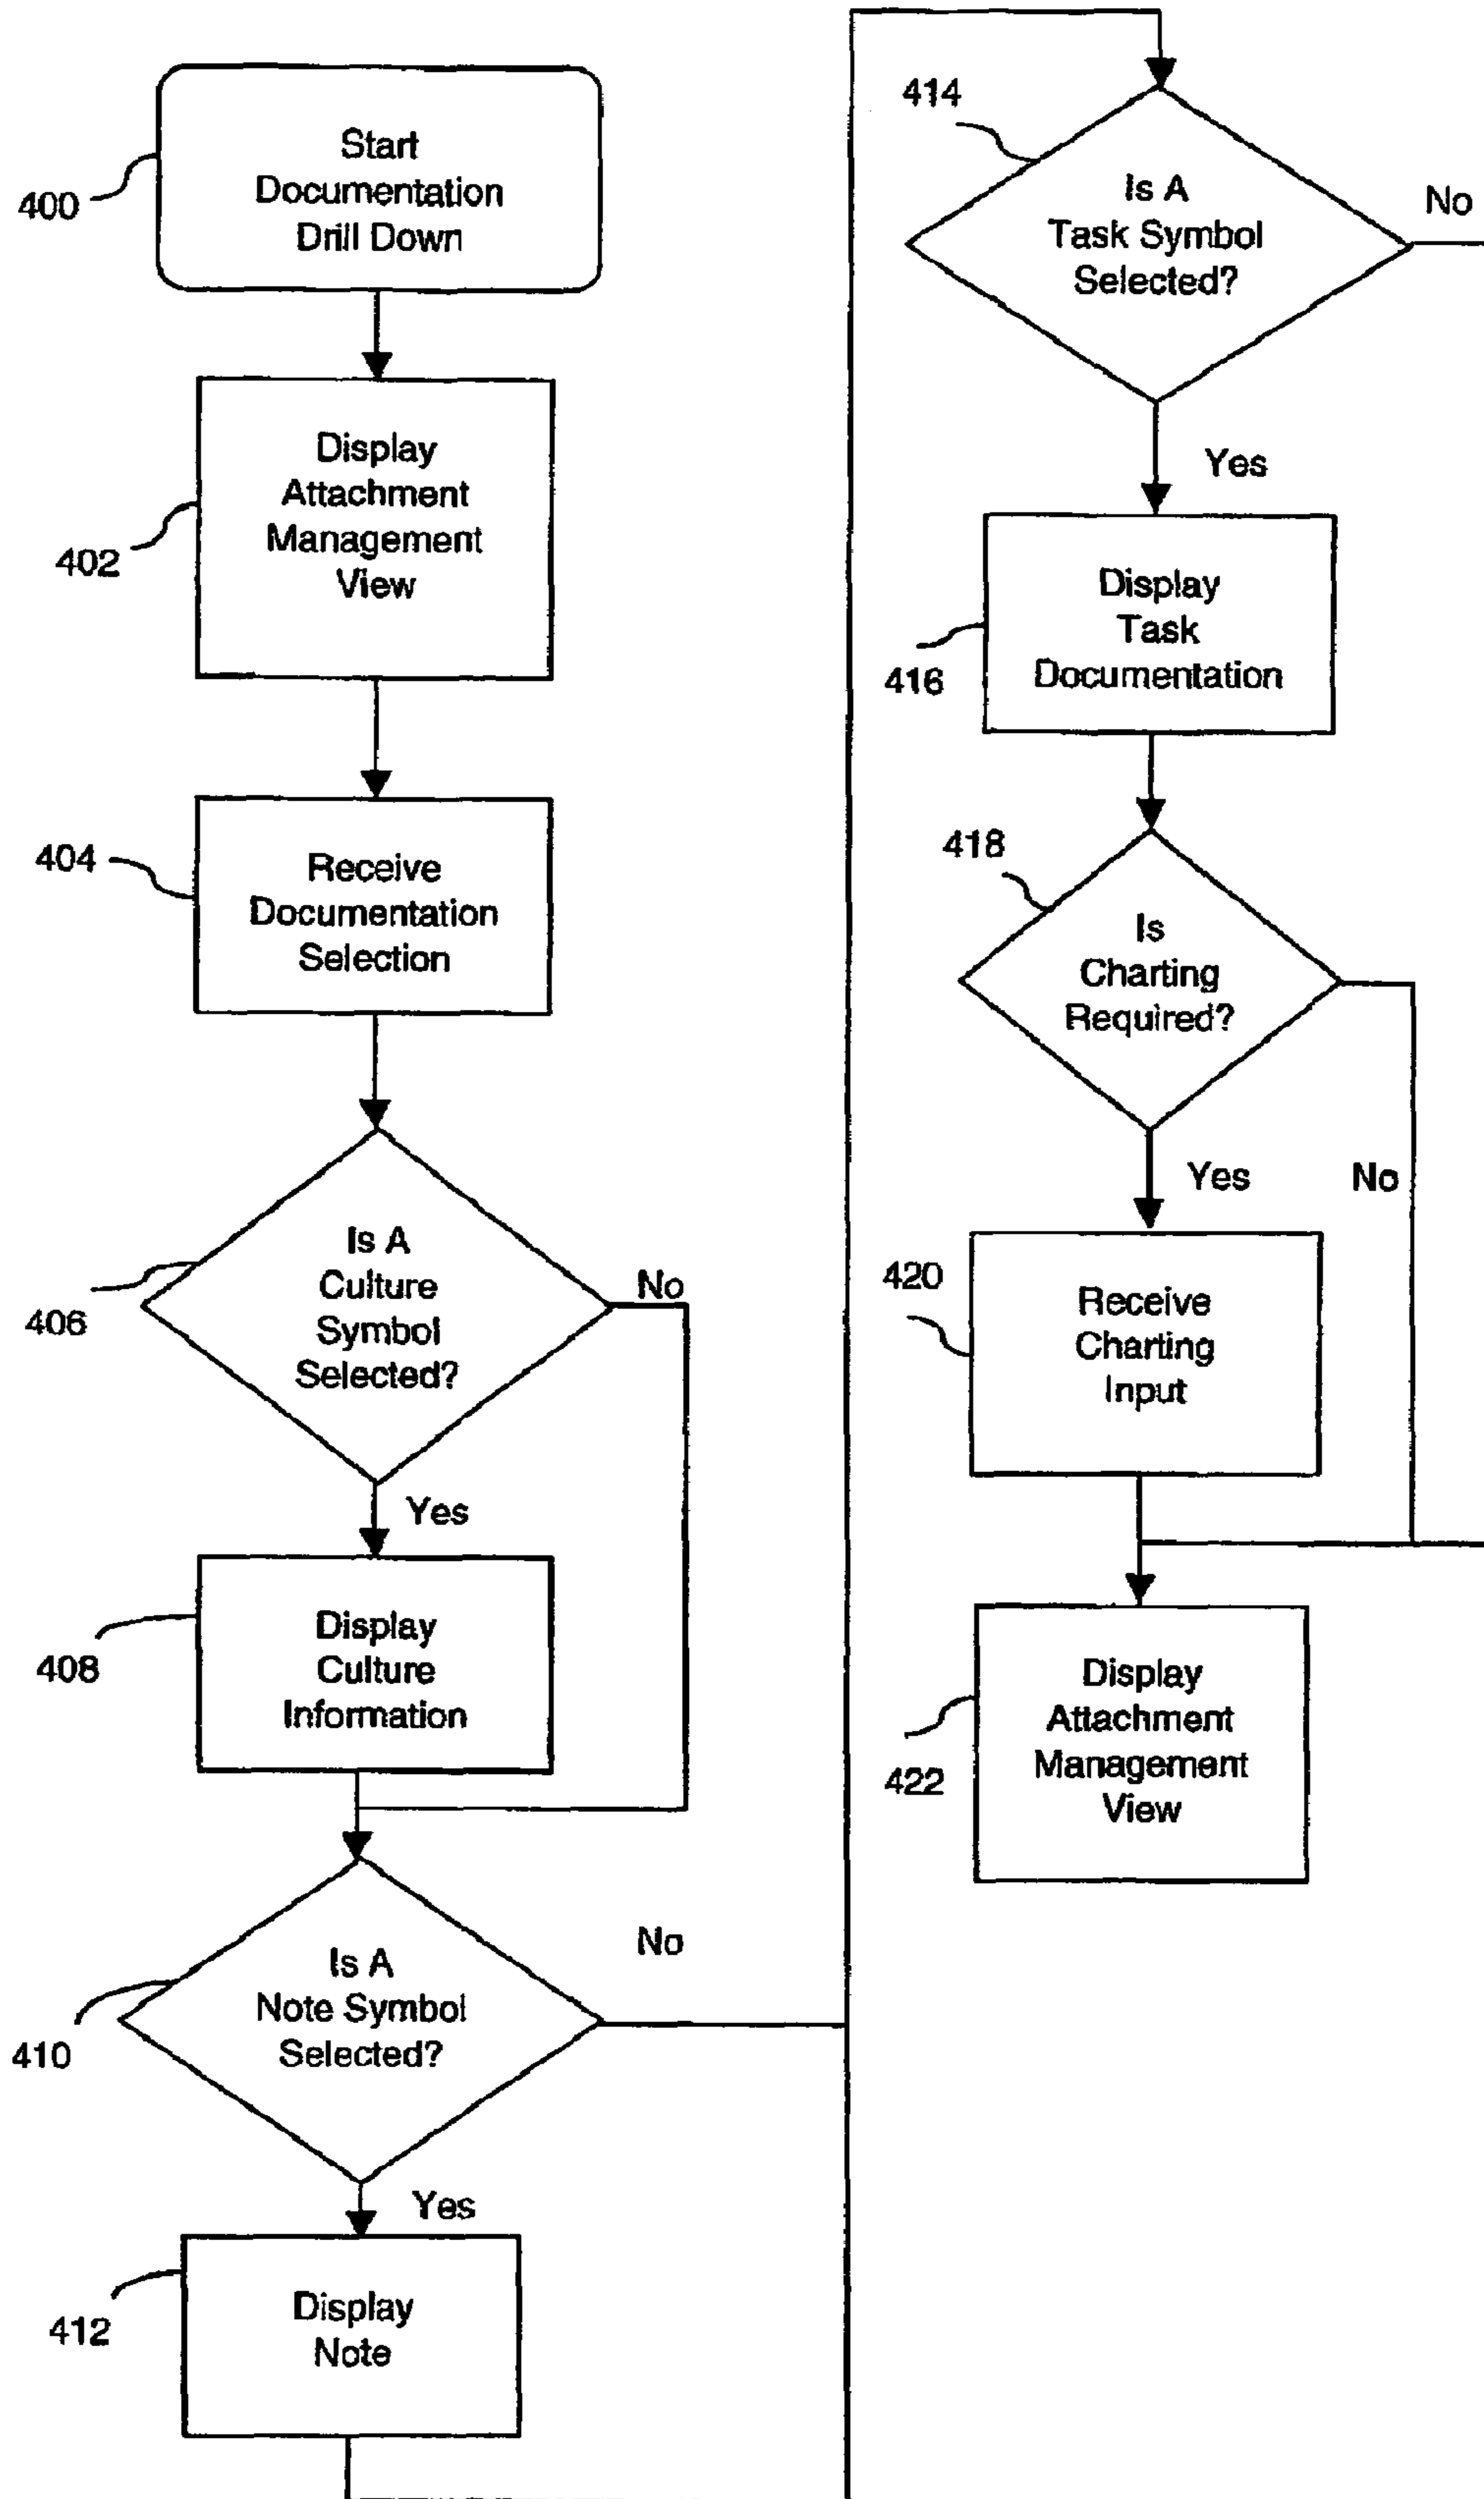 400
Start
Documentation
Drill Down
402
Display
Attachment
Management
View
404
Receive
Documentation
Selection
406
Is A
Culture
Symbol
Selected?
No
Yes
408
Display
Culture
Information
410
Is A
Note Symbol
Selected?
No
Yes
412
Display
Note
414
Is A
Task Symbol
Selected?
No
Yes
416
Display
Task
Documentation
418
Is
Charting
Required?
Yes
No
420
Receive
Charting
Input
422
Display
Attachment
Management
View